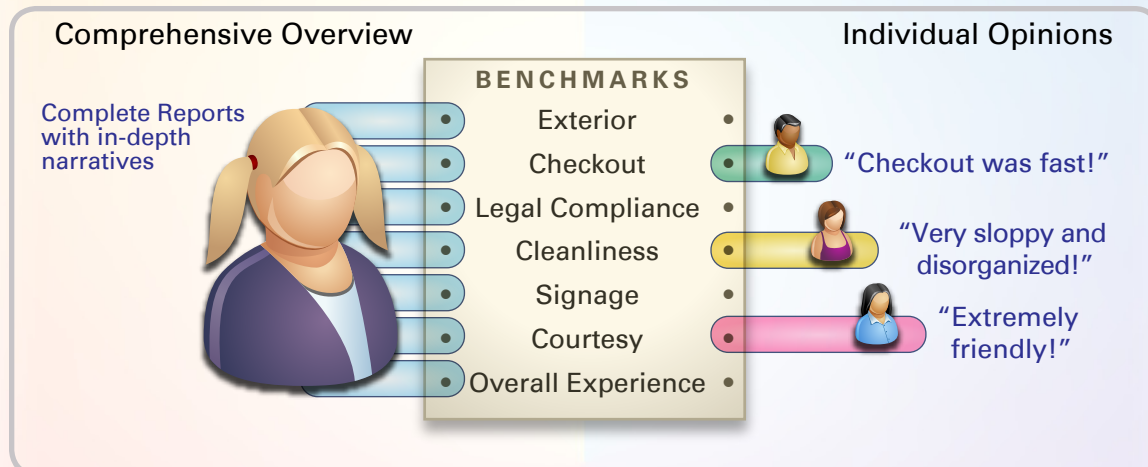 Comprehensive Overview
Individual Opinions
Complete Reports
with in-depth
narratives
BENCHMARKS
Exterior
Checkout
Legal Compliance
Cleanliness
Signage
Courtesy
Overall Experience
“Checkout was fast!”
“Very sloppy and
disorganized!”
“Extremely
friendly!”